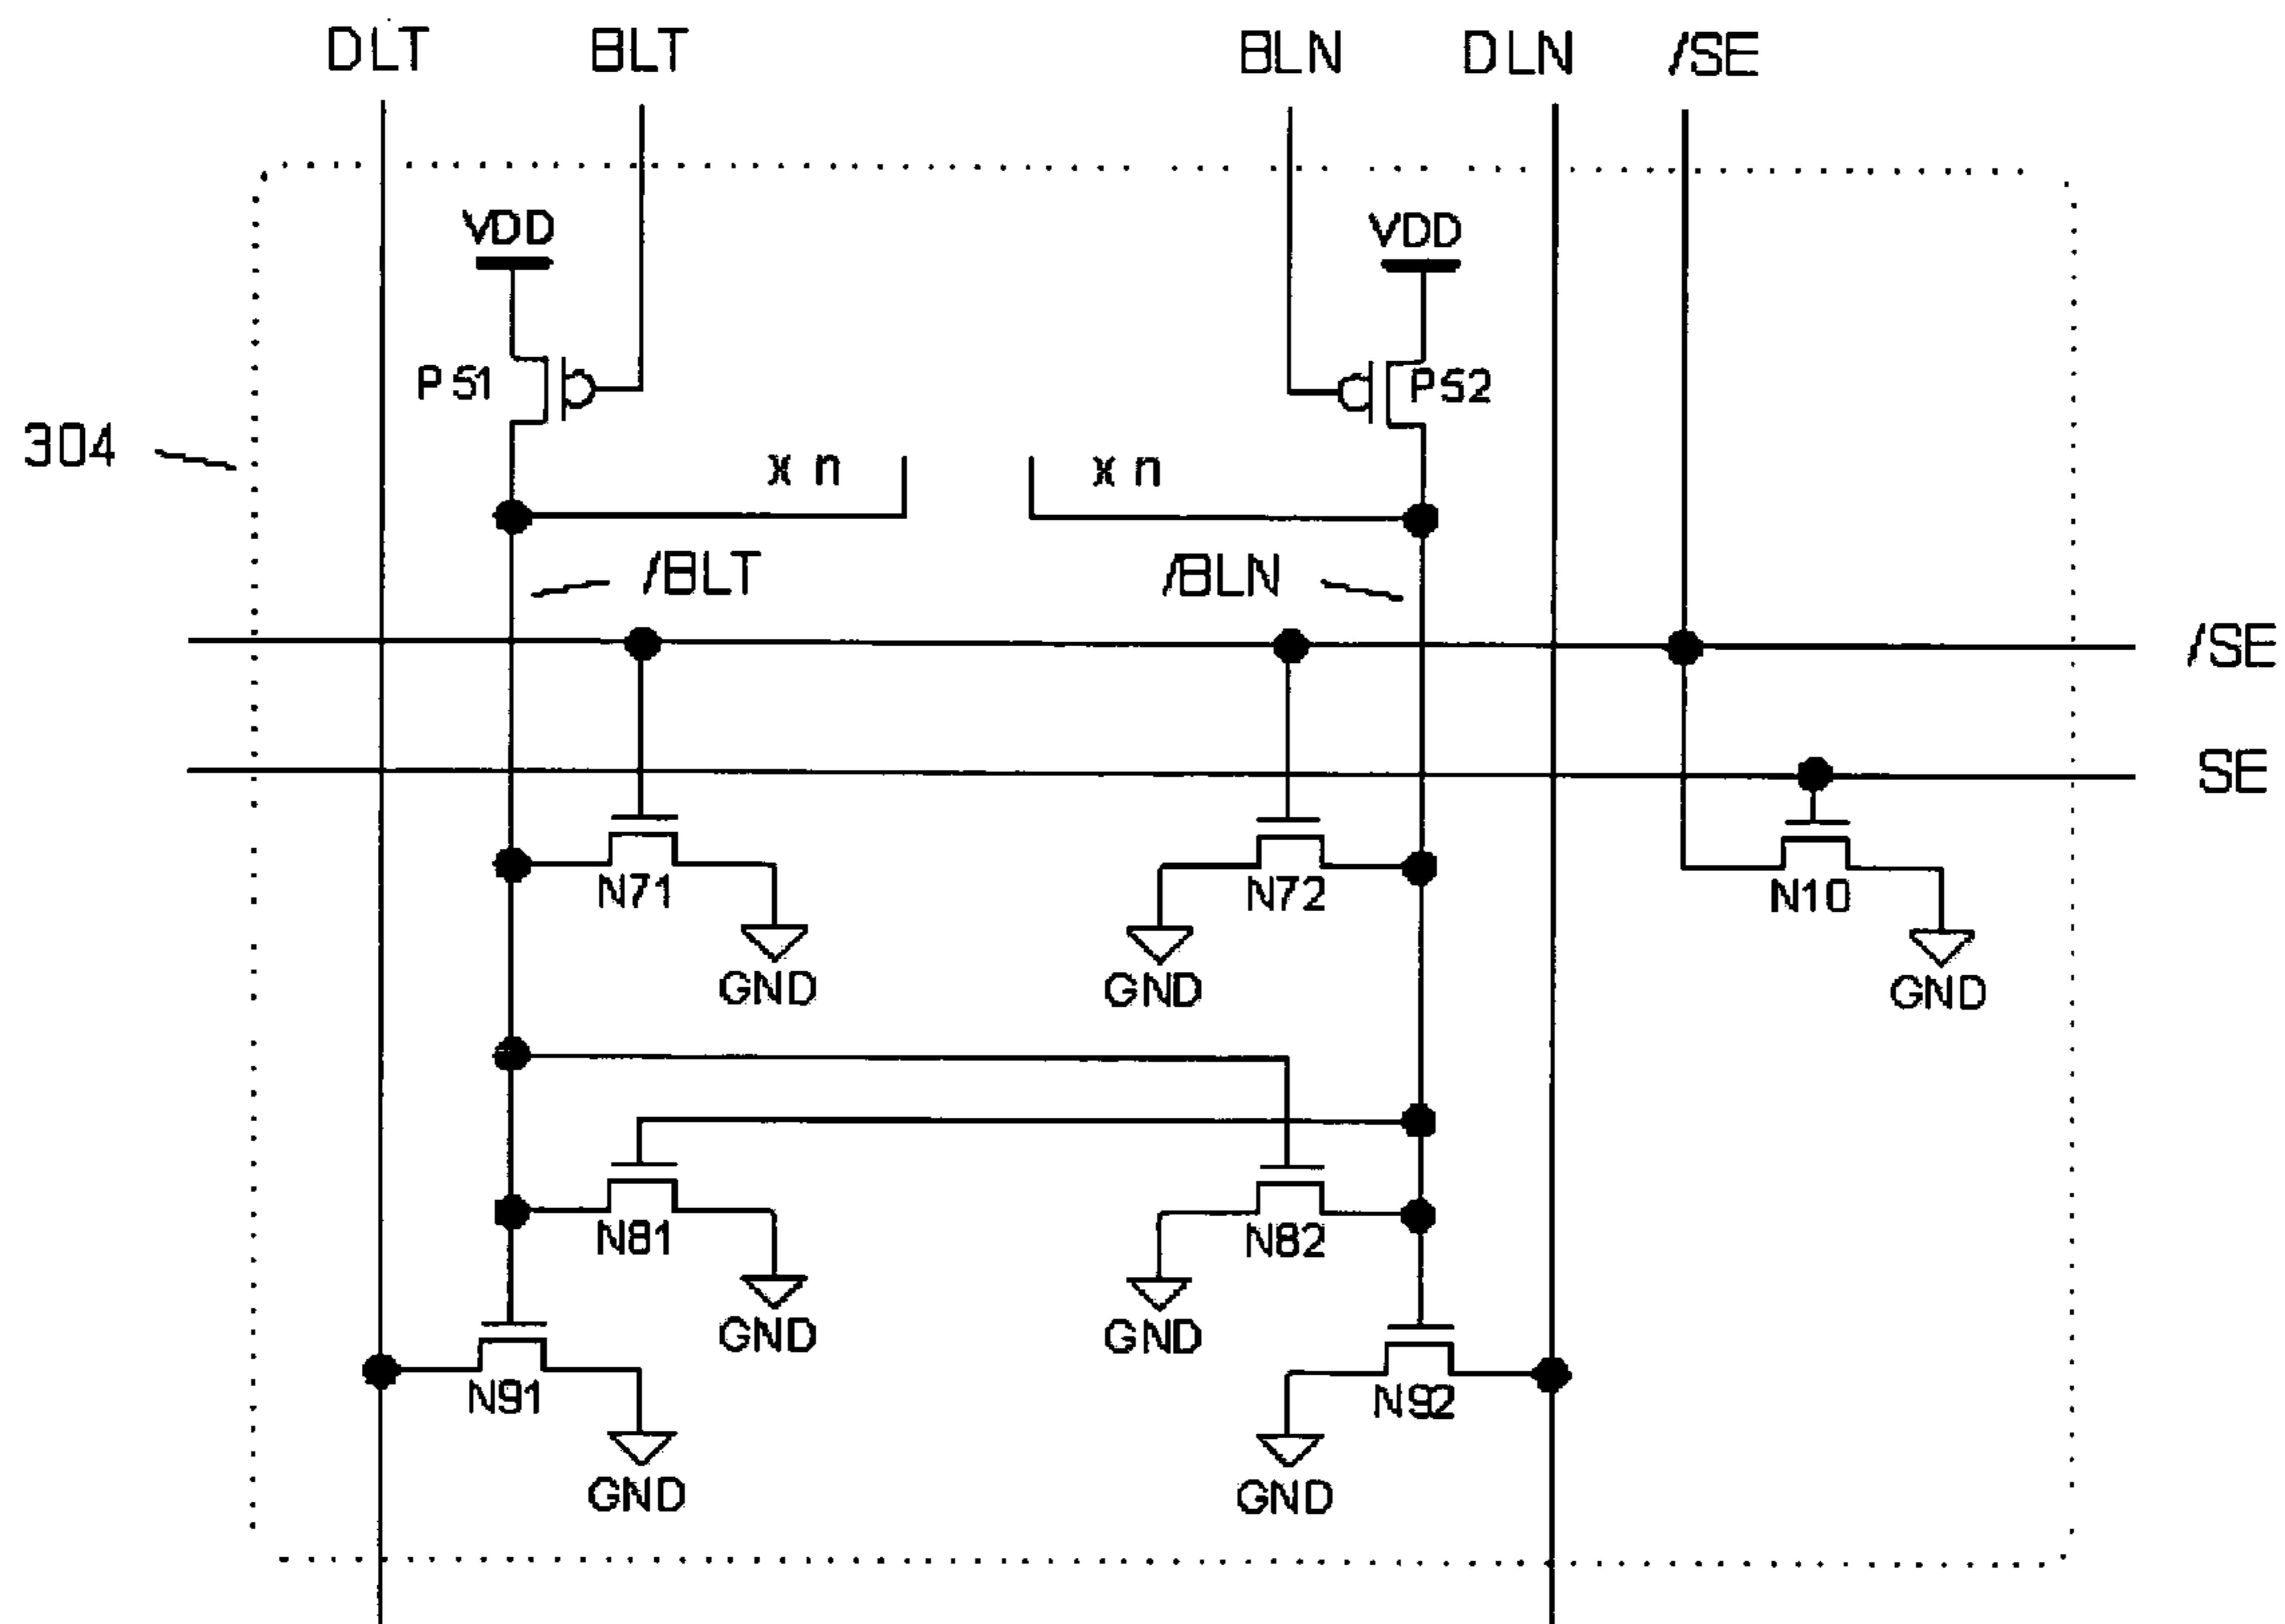 DLT BLT BLN DLN /SE
VDD VDD
P51 P52
304
x n x n
/BLT /BLN
/SE
SE
N71 N72 N10
GND GND GND
N81 N82
GND GND
N91 N92
GND GND